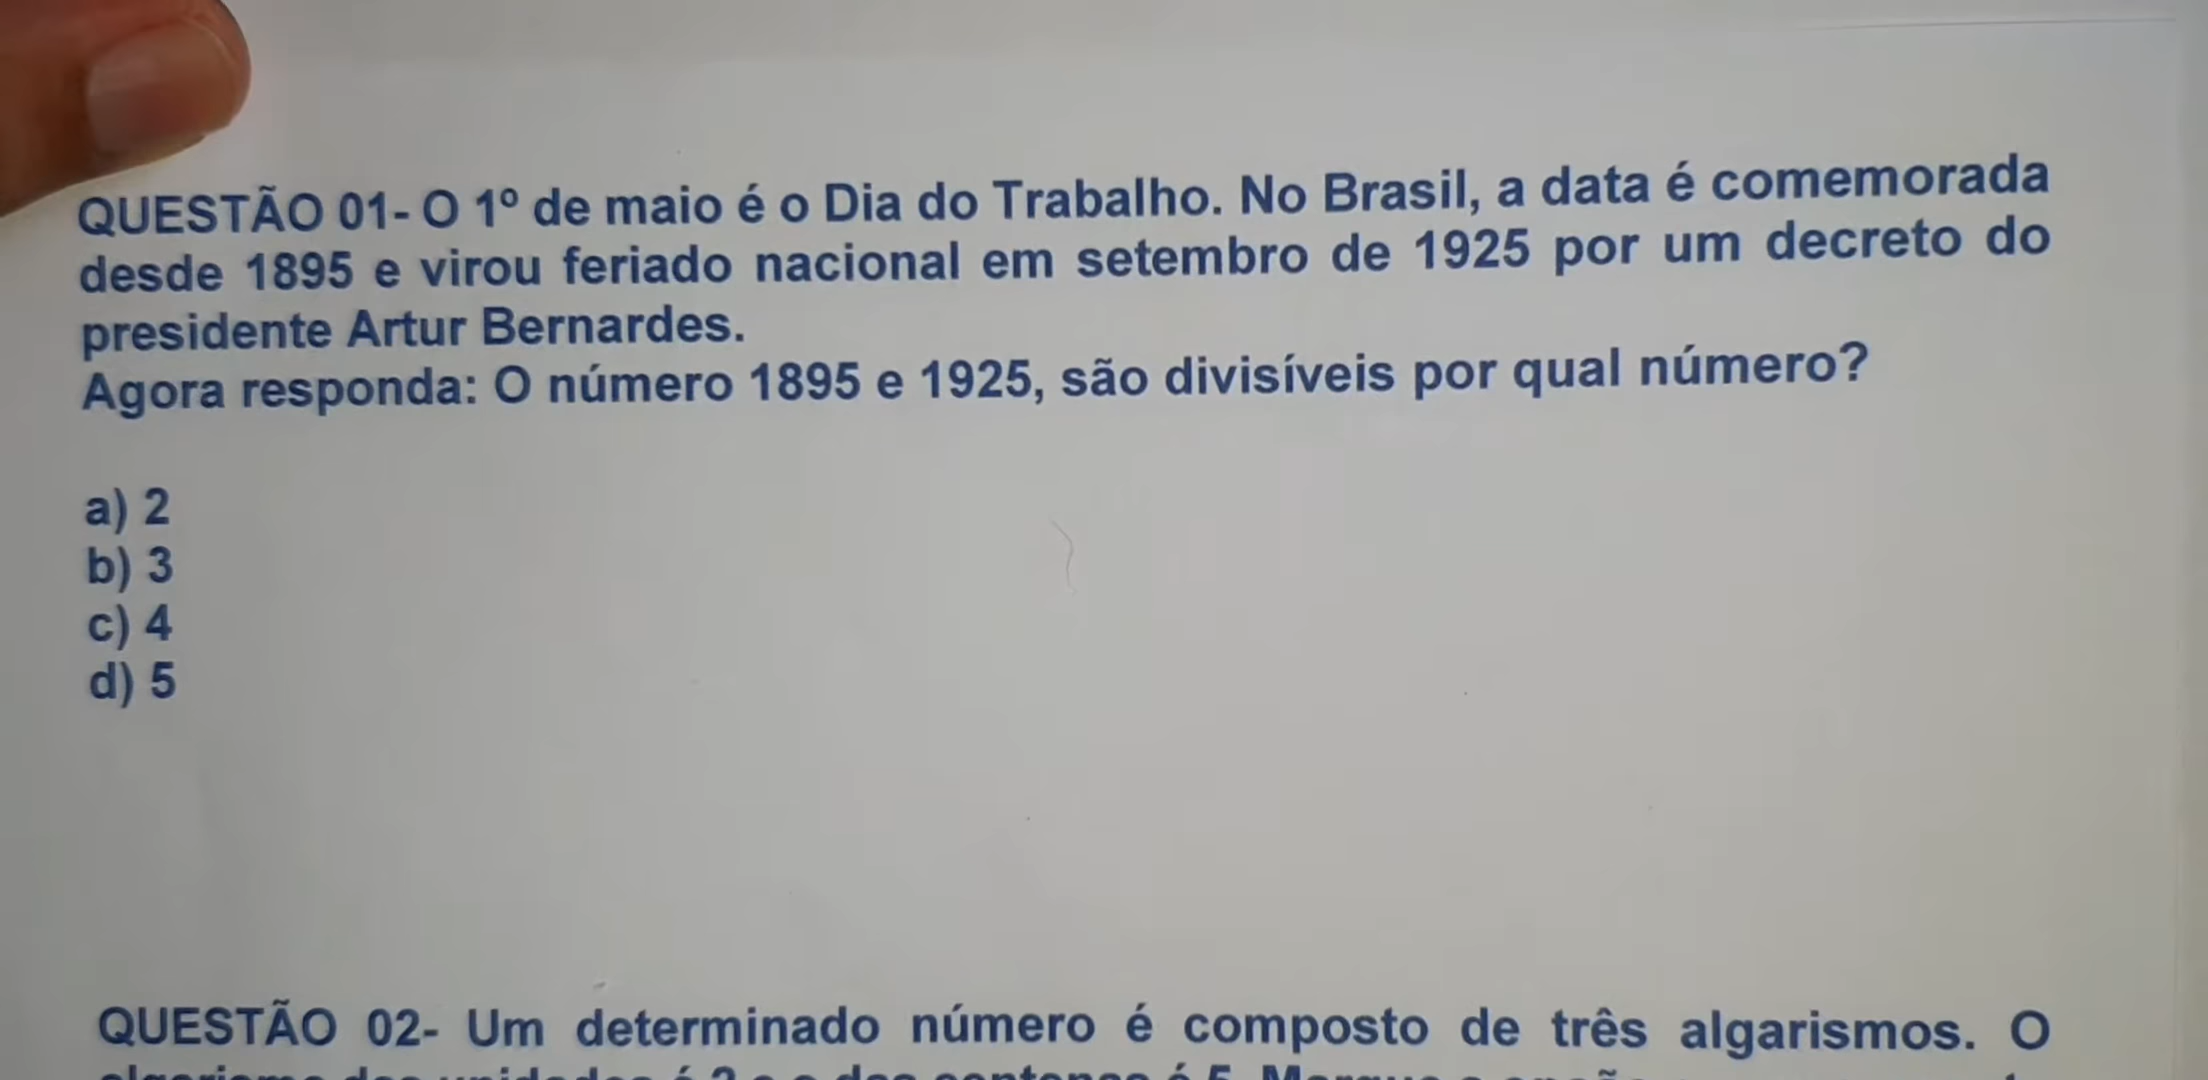 QUESTÃO 01- O 1º de maio é o Dia do Trabalho. No Brasil, a data é comemorada
desde 1895 e virou feriado nacional em setembro de 1925 por um decreto do
presidente Artur Bernardes.
Agora responda: O número 1895 e 1925, são divisíveis por qual número?
a) 2
b) 3
c) 4
d) 5
QUESTÃO 02- Um determinado número é composto de três algarismos. O